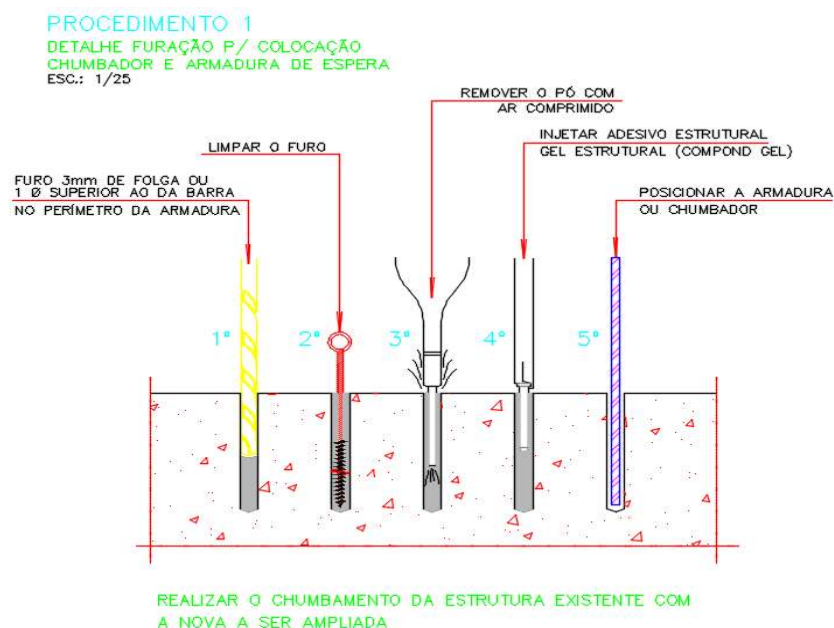 PROCEDIMENTO 1
DETALHE FURAÇÃO P/ COLOCAÇÃO
CHUMBADOR E ARMADURA DE ESPERA
ESC.: 1/25
REMOVER O PÓ COM
AR COMPRIMIDO
LIMPAR O FURO
INJETAR ADESIVO ESTRUTURAL
GEL ESTRUTURAL (COMPOND GEL)
FURO 3mm DE FOLGA OU
1 Ø SUPERIOR AO DA BARRA
NO PERÍMETRO DA ARMADURA
POSICIONAR A ARMADURA
OU CHUMBADOR
1° 2° 3° 4° 5°
REALIZAR O CHUMBAMENTO DA ESTRUTURA EXISTENTE COM
A NOVA A SER AMPLIADA